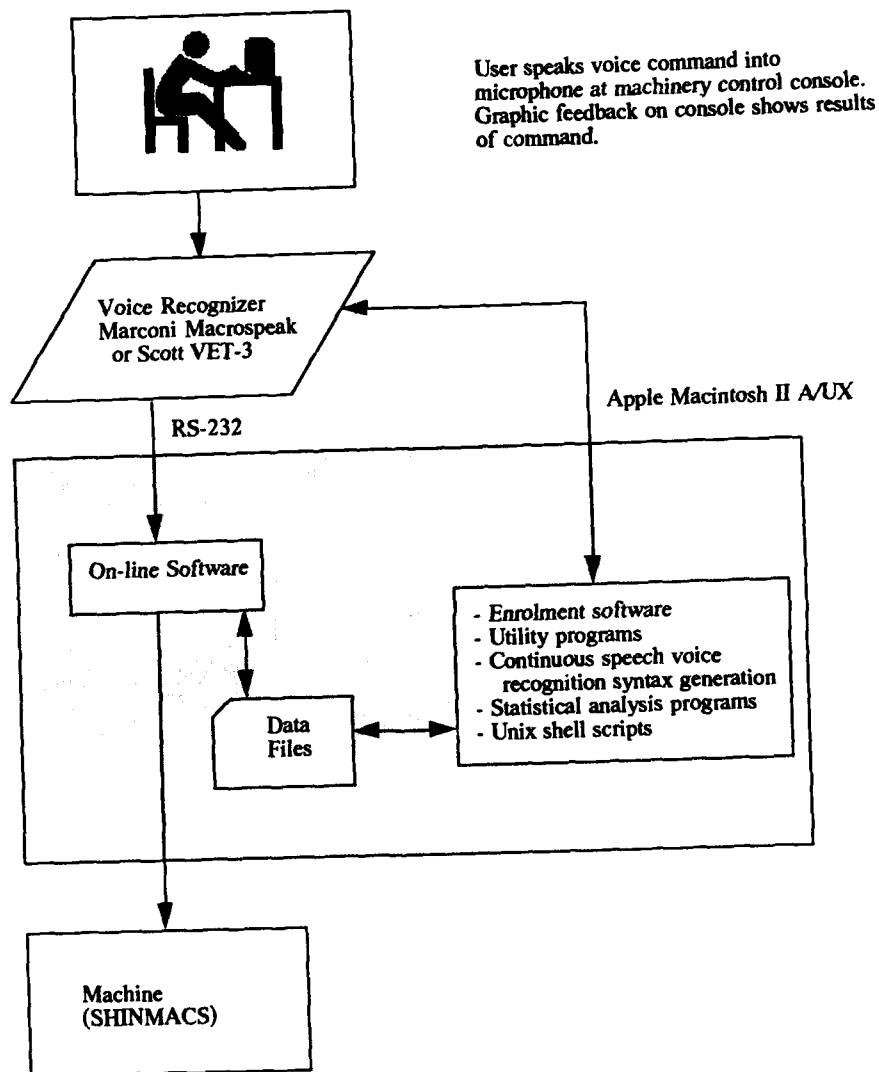 User speaks voice command into
microphone at machinery control console.
Graphic feedback on console shows results
of command.
Voice Recognizer
Marconi Macrospeak
or Scott VET-3
Apple Macintosh II A/UX
RS-232
On-line Software
- Enrolment software
- Utility programs
- Continuous speech voice
recognition syntax generation
- Statistical analysis programs
- Unix shell scripts
Data
Files
Machine
(SHINMACS)